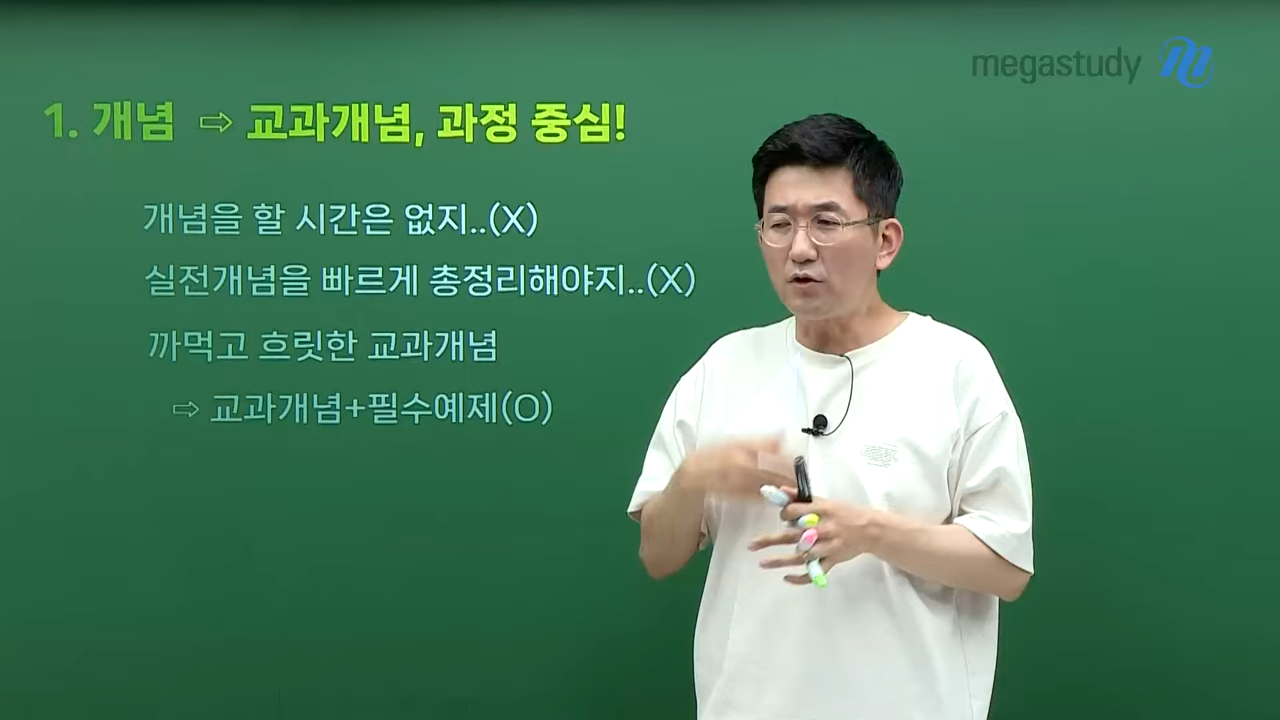 megastudy
1. 개념 ⇨ 교과개념, 과정 중심!
개념을 할 시간은 없지..(X)
실전개념을 빠르게 총정리해야지..(X)
까먹고 흐릿한 교과개념
⇨ 교과개념+필수예제(O)